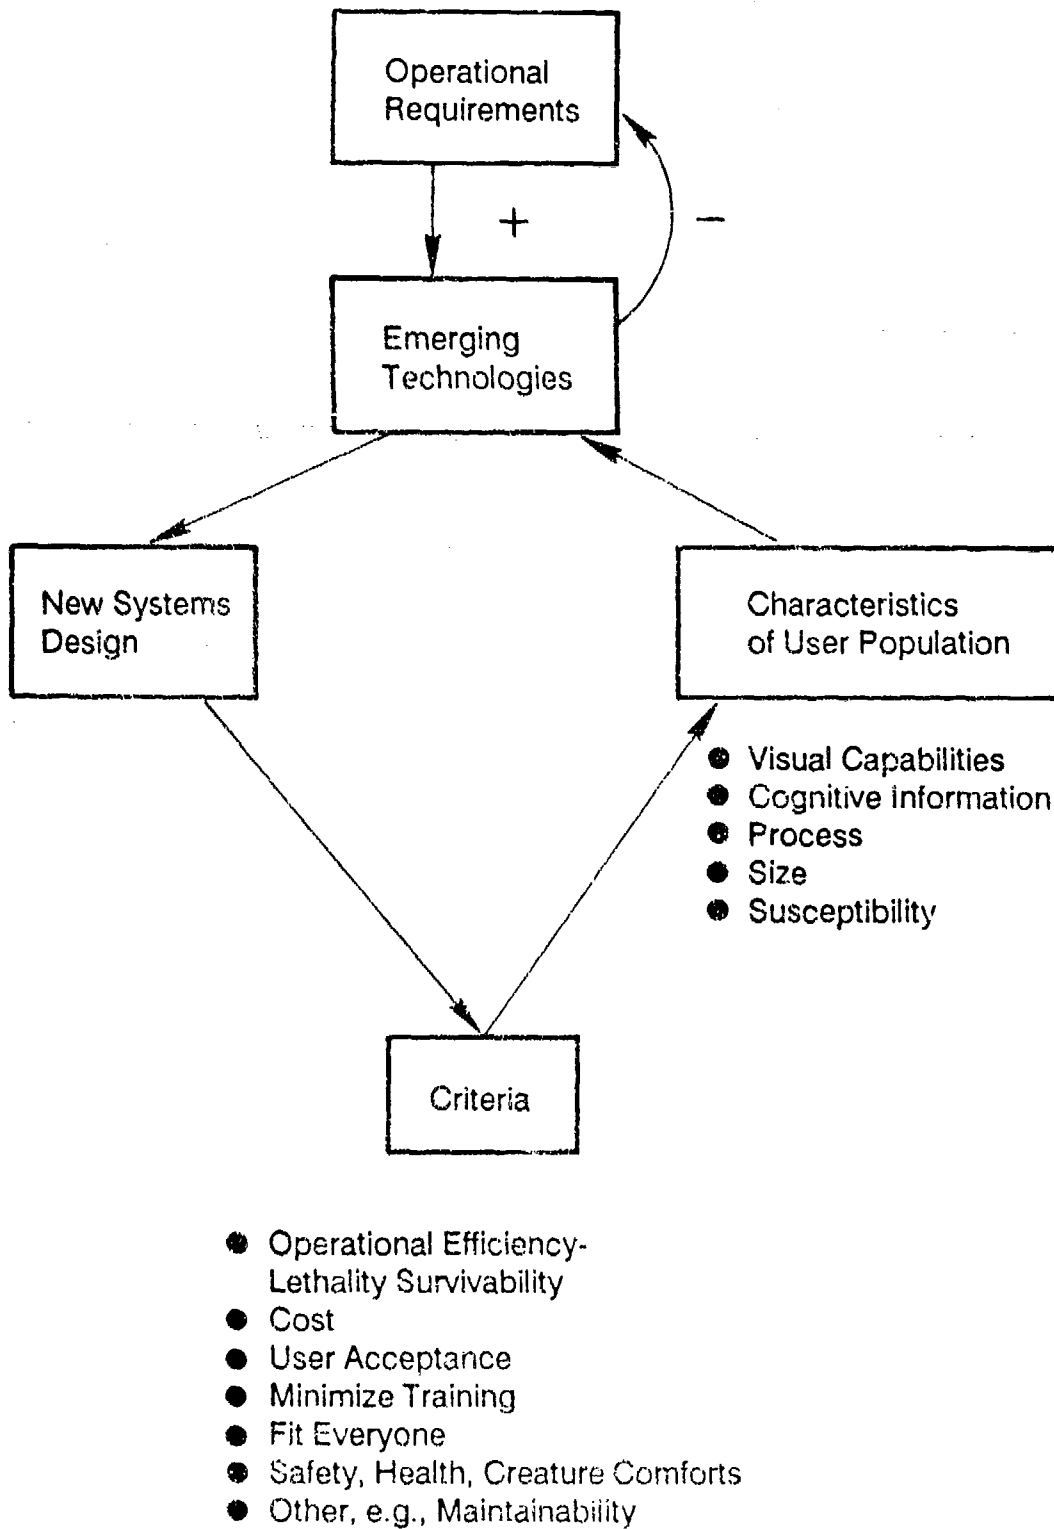 Operational
Requirements
+
−
Emerging
Technologies
New Systems
Design
Characteristics
of User Population
● Visual Capabilities
● Cognitive Information
● Process
● Size
● Susceptibility
Criteria
● Operational Efficiency-
Lethality Survivability
● Cost
● User Acceptance
● Minimize Training
● Fit Everyone
● Safety, Health, Creature Comforts
● Other, e.g., Maintainability